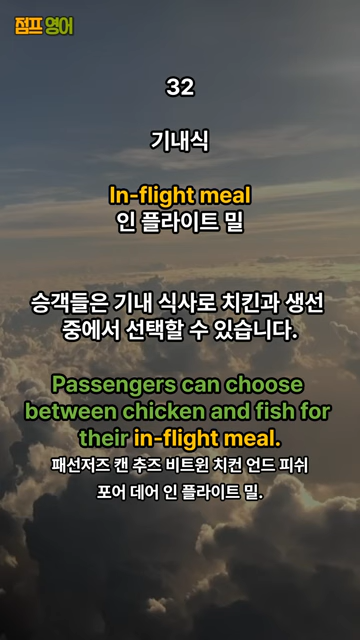 점프 영어
32
기내식
In-flight meal
인 플라이트 밀
승객들은 기내 식사로 치킨과 생선
중에서 선택할 수 있습니다.
Passengers can choose
between chicken and fish for
their in-flight meal.
패선저즈 캔 추즈 비트윈 치컨 언드 피쉬
포어 데어 인 플라이트 밀.